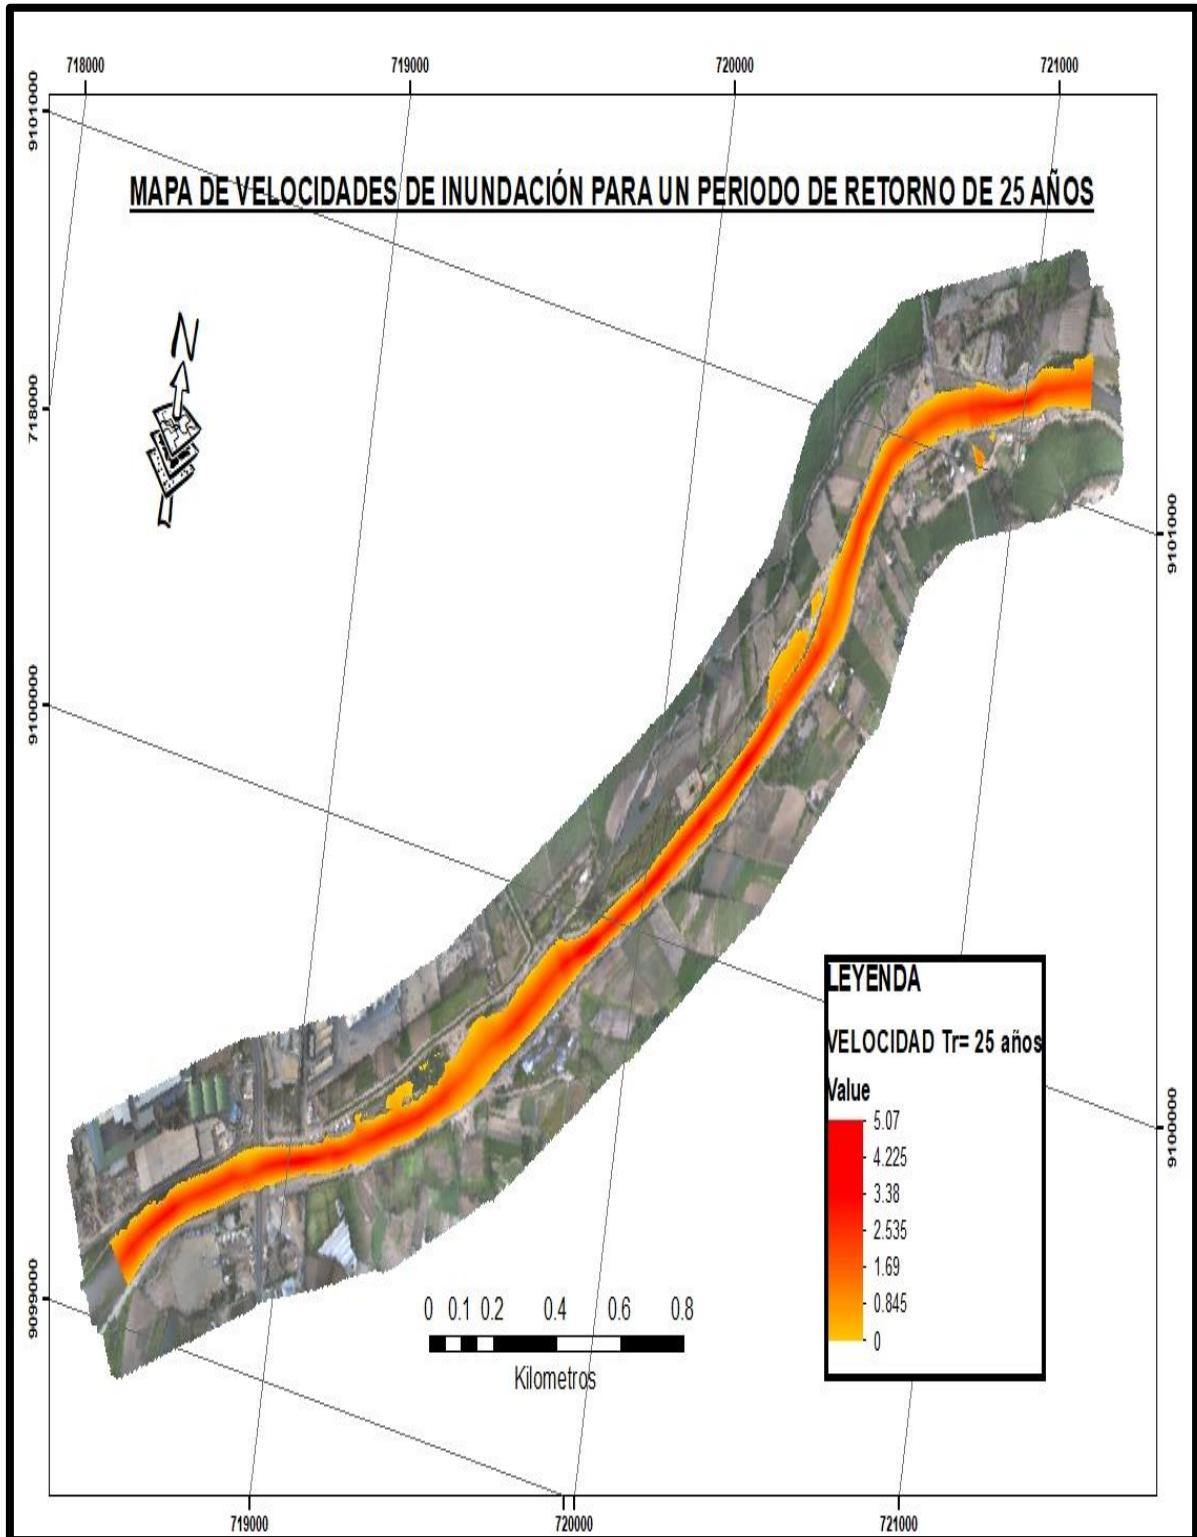 718000 719000 720000 721000
9101000
MAPA DE VELOCIDADES DE INUNDACIÓN PARA UN PERIODO DE RETORNO DE 25 AÑOS
N
718000
9101000
9100000
LEYENDA
VELOCIDAD Tr= 25 años
Value
5.07
4.225
3.38
2.535
1.69
0.845
0
9100000
9099000
0 0.1 0.2 0.4 0.6 0.8
Kilometros
719000 720000 721000